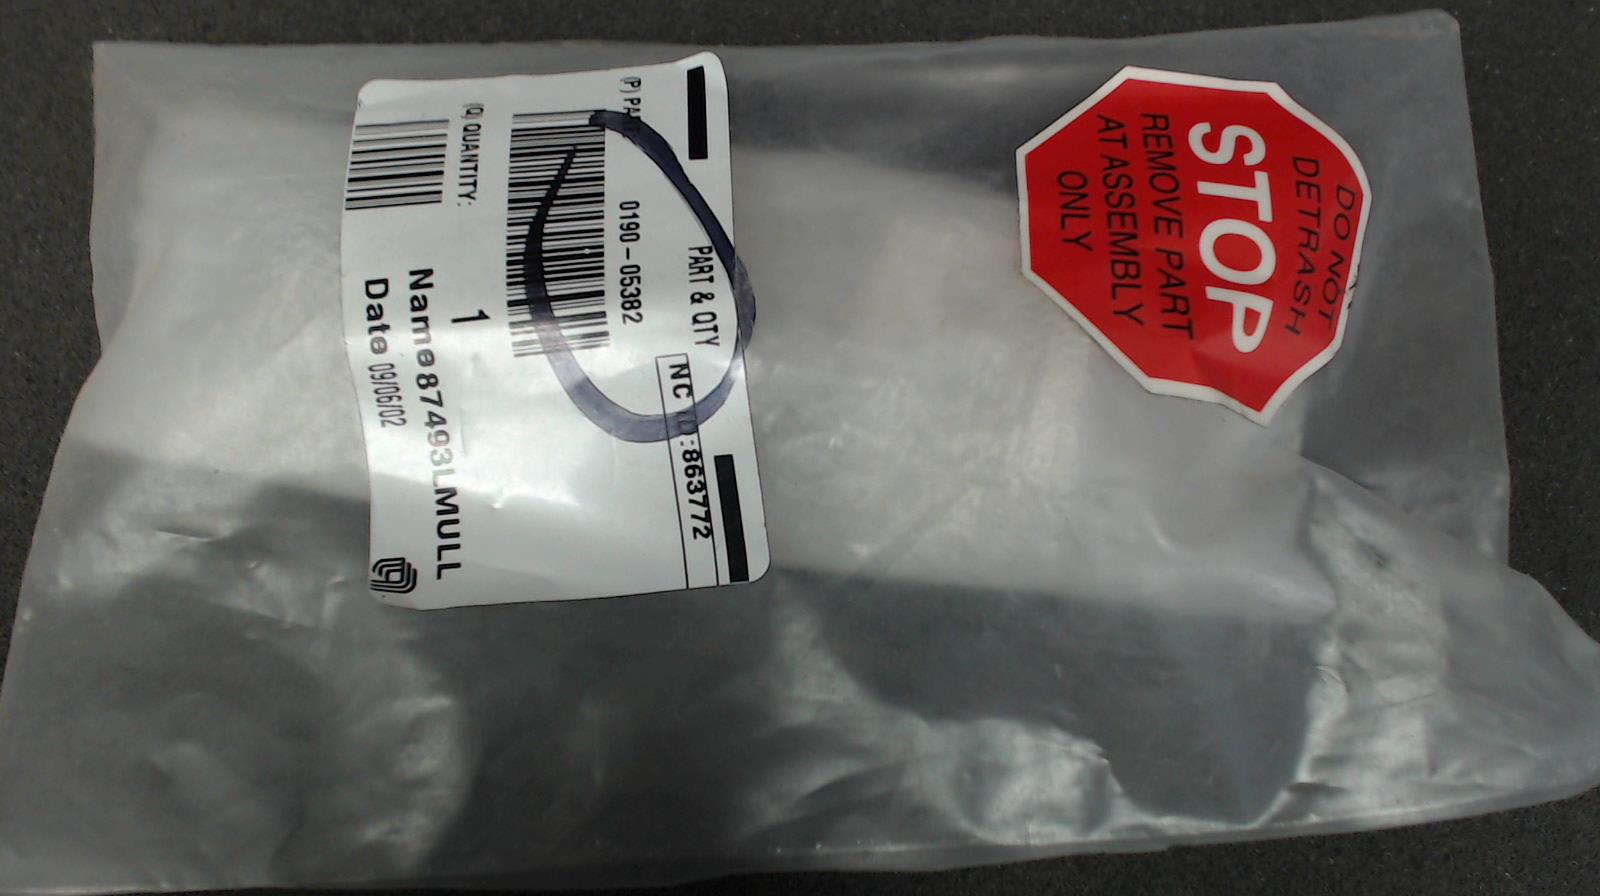 PART & QTY
NC ID:863772
(P) PA
0190-05382
(Q) QUANTITY:
1
Name87493LMULL
Date 09/06/02
DO NOT
DETRASH
STOP
REMOVE PART
AT ASSEMBLY
ONLY